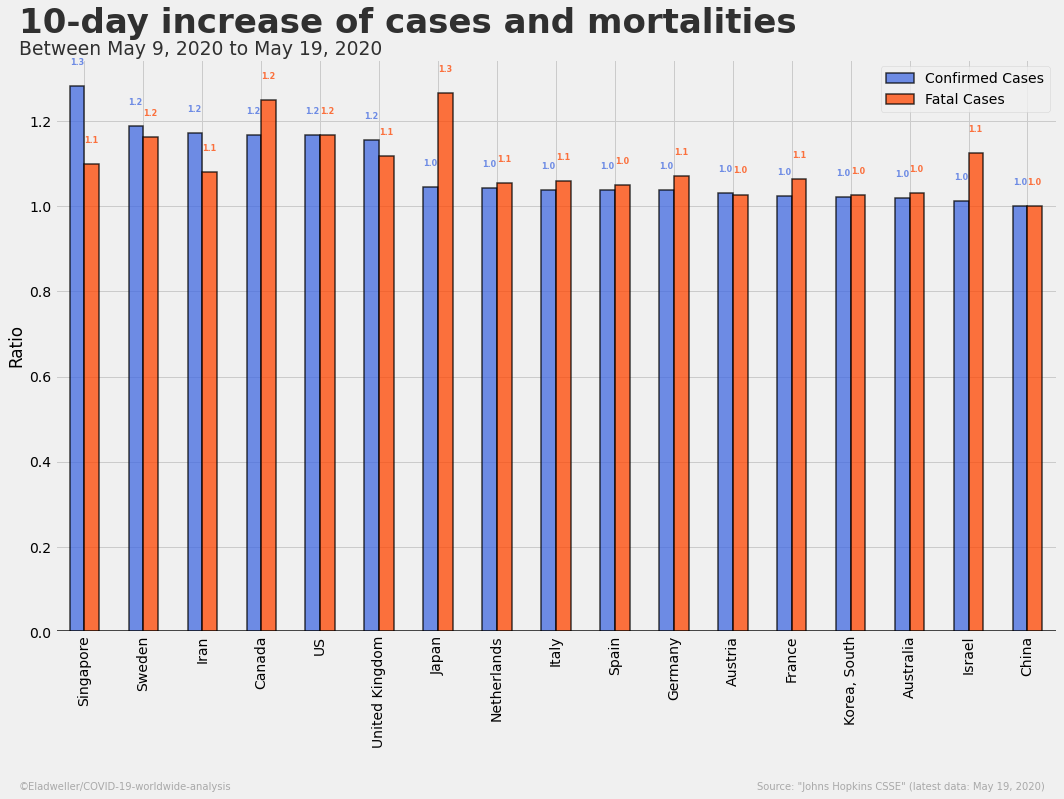 10-day increase of cases and mortalities
Between May 9, 2020 to May 19, 2020
Confirmed Cases
Fatal Cases
1.3 1.1 1.2 1.2 1.2 1.1 1.2 1.2 1.2 1.2 1.2 1.1 1.0 1.3 1.0 1.1 1.0 1.1 1.0 1.0 1.0 1.1 1.0 1.0 1.0 1.1 1.0 1.0 1.0 1.0 1.0 1.1 1.0 1.0
Ratio
1.2
1.0
0.8
0.6
0.4
0.2
0.0
Singapore
Sweden
Iran
Canada
US
United Kingdom
Japan
Netherlands
Italy
Spain
Germany
Austria
France
Korea, South
Australia
Israel
China
©Eladweller/COVID-19-worldwide-analysis
Source: "Johns Hopkins CSSE" (latest data: May 19, 2020)